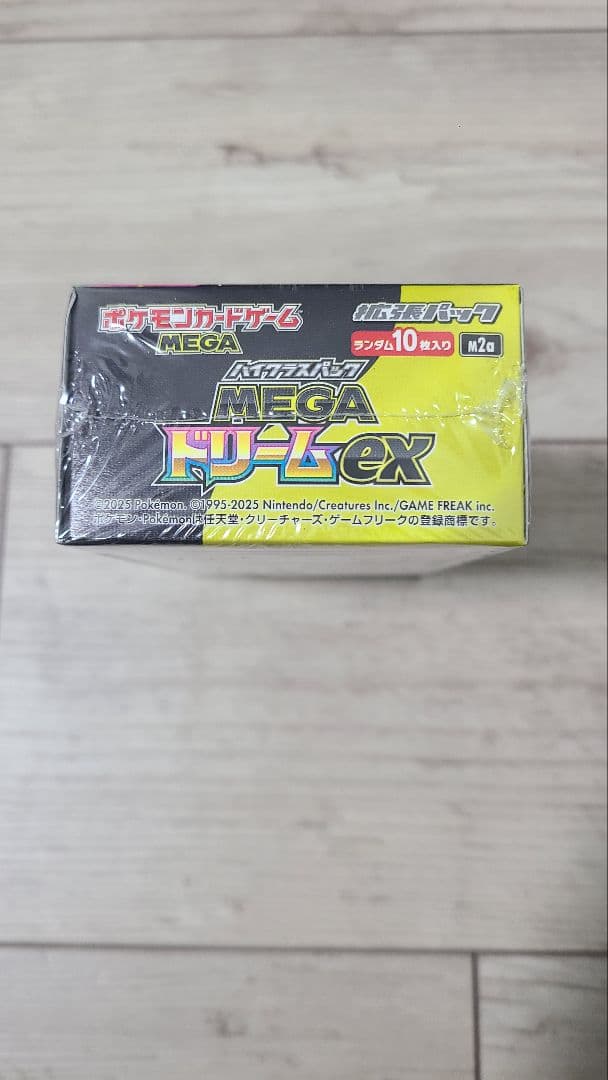 ポケモンカードゲーム
MEGA
拡張パック
ランダム10枚入り
M2a
ハイクラスパック
MEGA
ドリームex
©2025 Pokémon. ©1995-2025 Nintendo/Creatures Inc./GAME FREAK inc.
ポケモン・Pokémonは任天堂・クリーチャーズ・ゲームフリークの登録商標です。